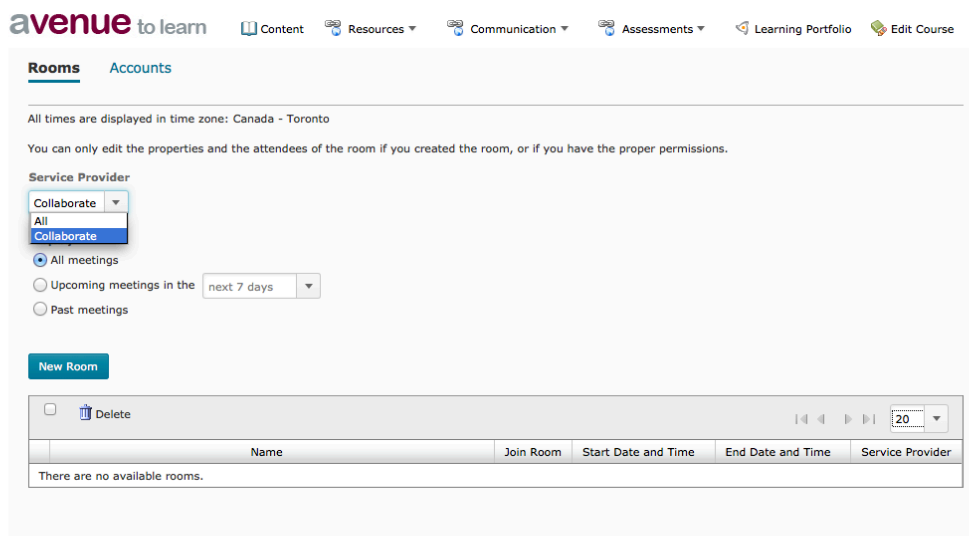 avenue to learn Content Resources Communication Assessments Learning Portfolio Edit Course
Rooms Accounts
All times are displayed in time zone: Canada - Toronto
You can only edit the properties and the attendees of the room if you created the room, or if you have the proper permissions.
Service Provider
Collaborate
All
Collaborate
All meetings
Upcoming meetings in the next 7 days
Past meetings
New Room
Delete 20
Name Join Room Start Date and Time End Date and Time Service Provider
There are no available rooms.